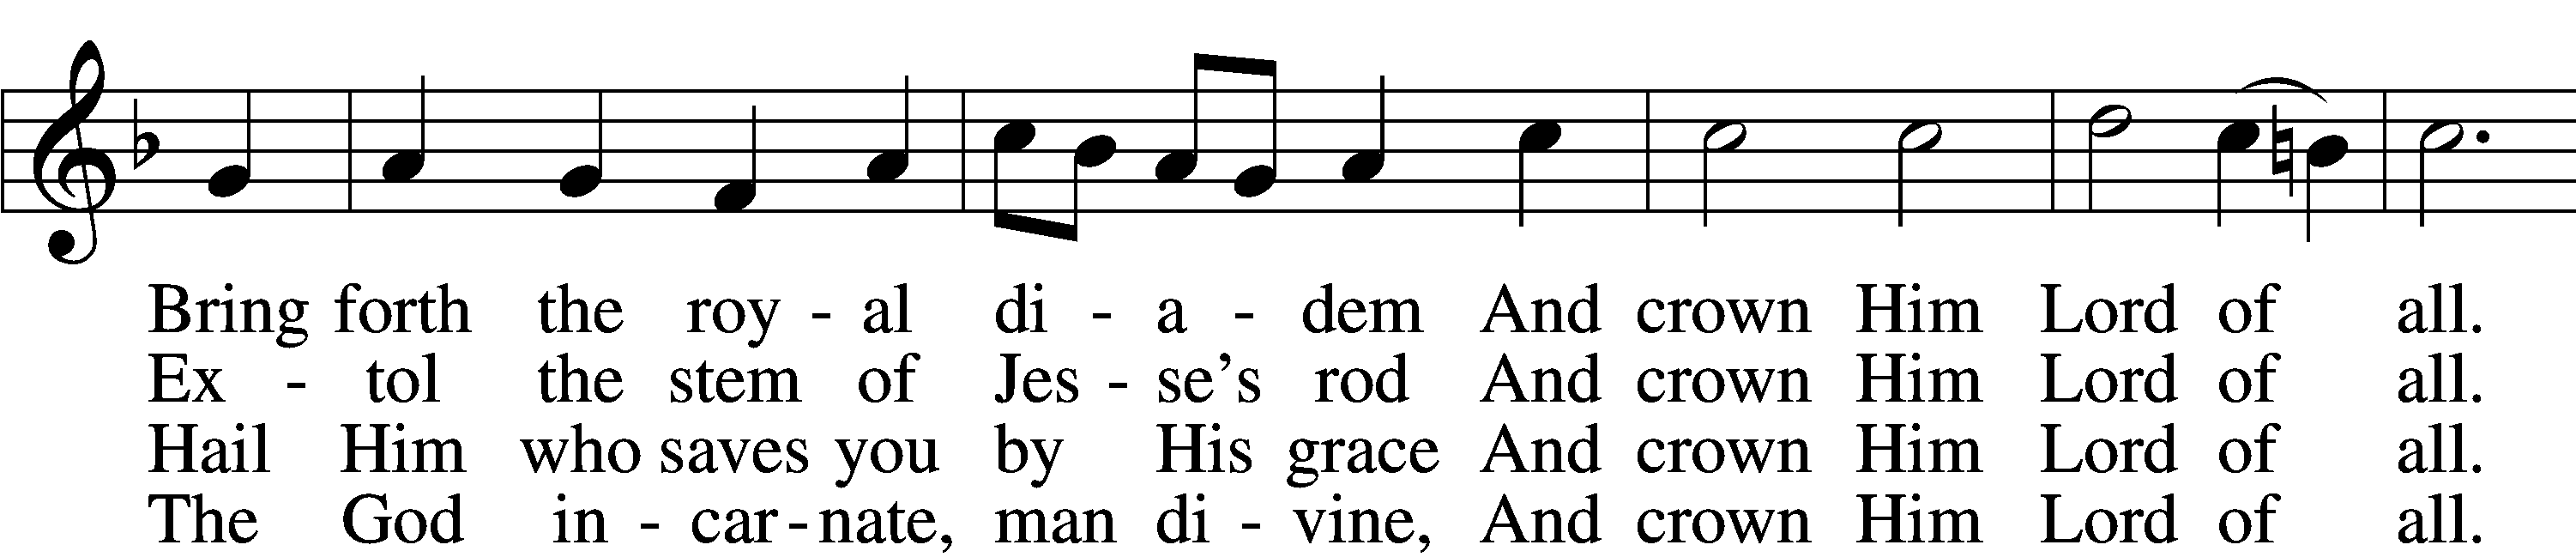 Bring forth the roy - al di - a - dem And crown Him Lord of all.
Ex - tol the stem of Jes - se's rod And crown Him Lord of all.
Hail Him who saves you by His grace And crown Him Lord of all.
The God in - car - nate, man di - vine, And crown Him Lord of all.